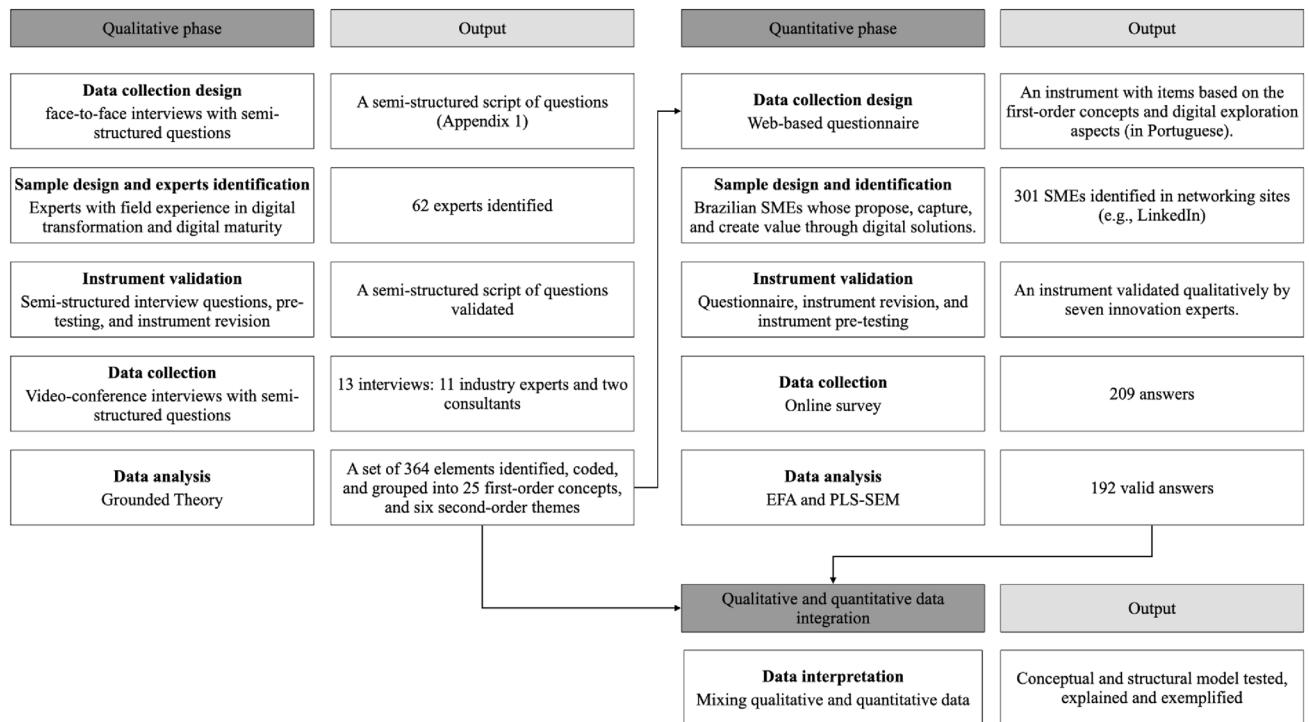 Qualitative phase
Output
Data collection design
face-to-face interviews with semi-
structured questions
A semi-structured script of questions
(Appendix 1)
Sample design and experts identification
Experts with field experience in digital
transformation and digital maturity
62 experts identified
Instrument validation
Semi-structured interview questions, pre-
testing, and instrument revision
A semi-structured script of questions
validated
Data collection
Video-conference interviews with semi-
structured questions
13 interviews: 11 industry experts and two
consultants
Data analysis
Grounded Theory
A set of 364 elements identified, coded,
and grouped into 25 first-order concepts,
and six second-order themes
Quantitative phase
Output
Data collection design
Web-based questionnaire
An instrument with items based on the
first-order concepts and digital exploration
aspects (in Portuguese).
Sample design and identification
Brazilian SMEs whose propose, capture,
and create value through digital solutions.
301 SMEs identified in networking sites
(e.g., LinkedIn)
Instrument validation
Questionnaire, instrument revision, and
instrument pre-testing
An instrument validated qualitatively by
seven innovation experts.
Data collection
Online survey
209 answers
Data analysis
EFA and PLS-SEM
192 valid answers
Qualitative and quantitative data
integration
Output
Data interpretation
Mixing qualitative and quantitative data
Conceptual and structural model tested,
explained and exemplified